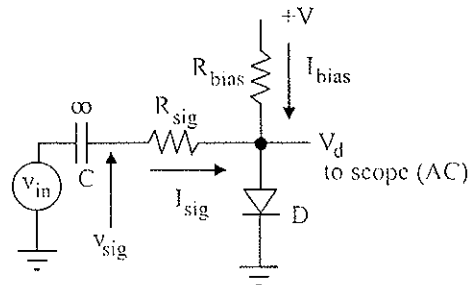 +V
R_bias
I_bias
∞
R_sig
V_d
to scope (AC)
v_in
C
I_sig
D
v_sig